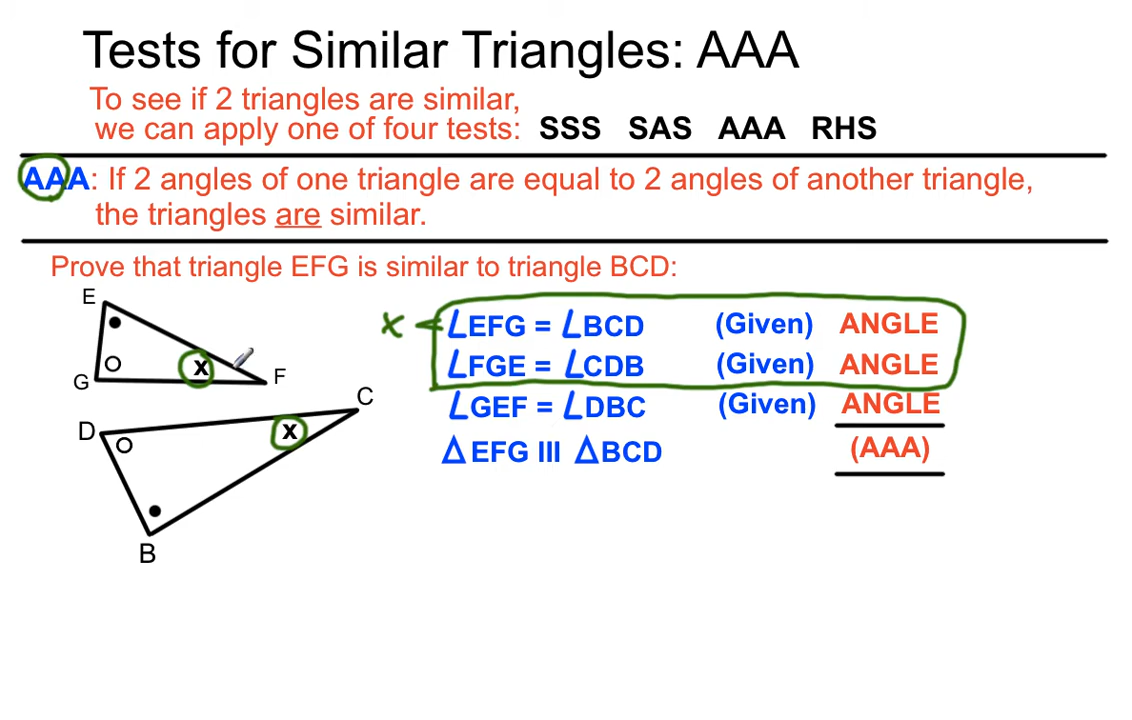 Tests for Similar Triangles: AAA
To see if 2 triangles are similar,
we can apply one of four tests: SSS SAS AAA RHS
AAA: If 2 angles of one triangle are equal to 2 angles of another triangle,
the triangles are similar.
Prove that triangle EFG is similar to triangle BCD:
E
G
O
x
F
D
O
x
C
B
x
∠EFG = ∠BCD (Given) ANGLE
∠FGE = ∠CDB (Given) ANGLE
∠GEF = ∠DBC (Given) ANGLE
∆EFG III ∆BCD (AAA)